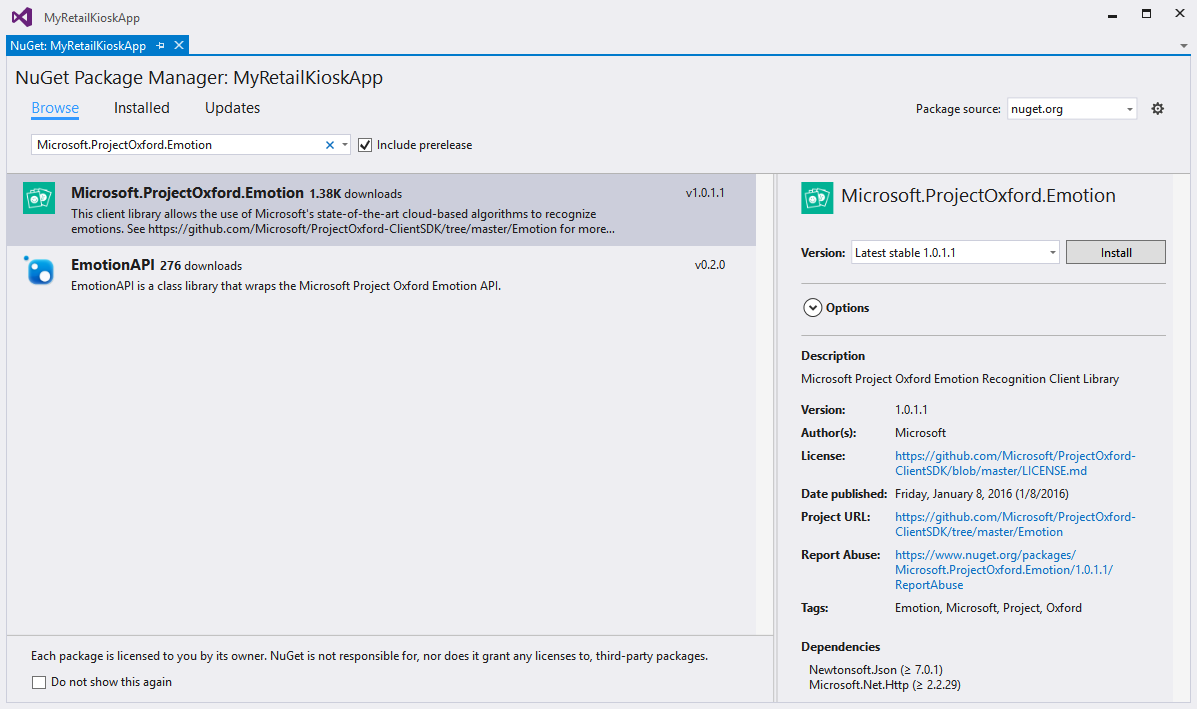 MyRetailKioskApp
NuGet: MyRetailKioskApp
NuGet Package Manager: MyRetailKioskApp
Browse Installed Updates
Package source: nuget.org
Microsoft.ProjectOxford.Emotion
Include prerelease
Microsoft.ProjectOxford.Emotion 1.38K downloads v1.0.1.1
This client library allows the use of Microsoft's state-of-the-art cloud-based algorithms to recognize
emotions. See https://github.com/Microsoft/ProjectOxford-ClientSDK/tree/master/Emotion for more...
EmotionAPI 276 downloads v0.2.0
EmotionAPI is a class library that wraps the Microsoft Project Oxford Emotion API.
Each package is licensed to you by its owner. NuGet is not responsible for, nor does it grant any licenses to, third-party packages.
Do not show this again
Microsoft.ProjectOxford.Emotion
Version: Latest stable 1.0.1.1 Install
Options
Description
Microsoft Project Oxford Emotion Recognition Client Library
Version: 1.0.1.1
Author(s): Microsoft
License: https://github.com/Microsoft/ProjectOxford-
ClientSDK/blob/master/LICENSE.md
Date published: Friday, January 8, 2016 (1/8/2016)
Project URL: https://github.com/Microsoft/ProjectOxford-
ClientSDK/tree/master/Emotion
Report Abuse: https://www.nuget.org/packages/
Microsoft.ProjectOxford.Emotion/1.0.1.1/
ReportAbuse
Tags: Emotion, Microsoft, Project, Oxford
Dependencies
Newtonsoft.Json (≥ 7.0.1)
Microsoft.Net.Http (≥ 2.2.29)